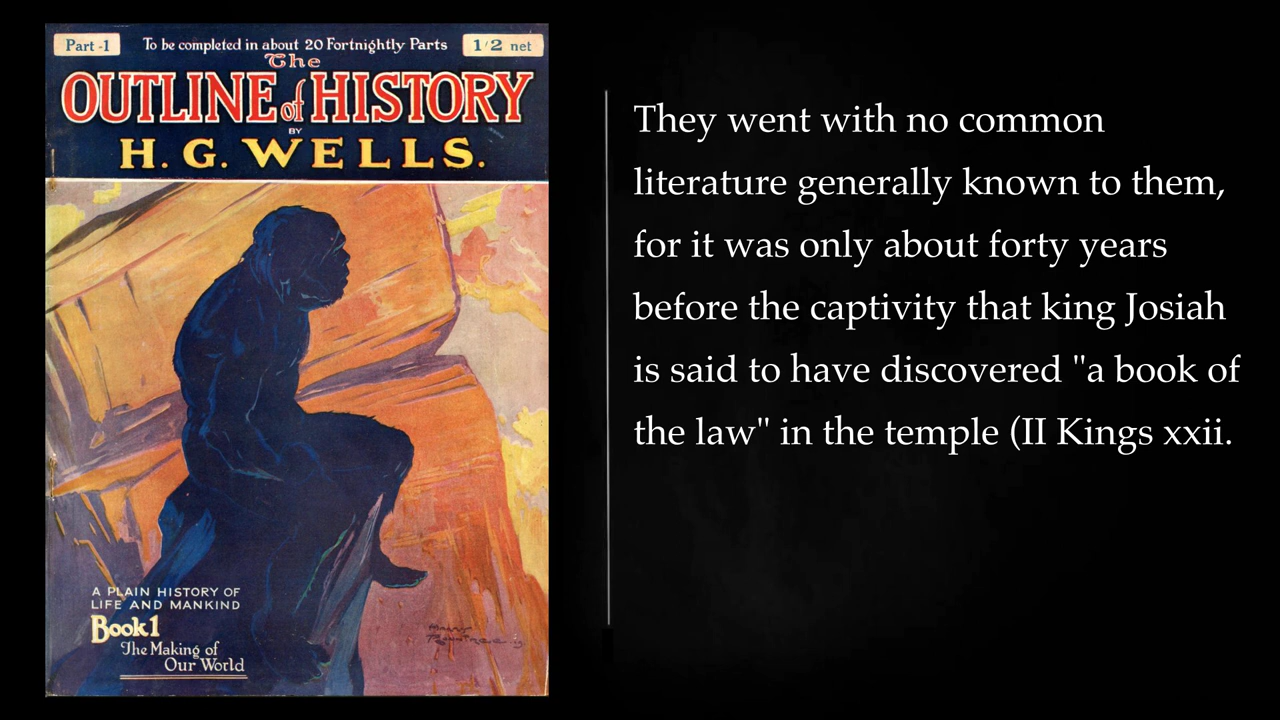 Part -1
To be completed in about 20 Fortnightly Parts
1/2 net
The
OUTLINE of HISTORY
BY
H. G. WELLS.
A PLAIN HISTORY OF
LIFE AND MANKIND
Book 1
The Making of
Our World
They went with no common
literature generally known to them,
for it was only about forty years
before the captivity that king Josiah
is said to have discovered "a book of
the law" in the temple (II Kings xxii.